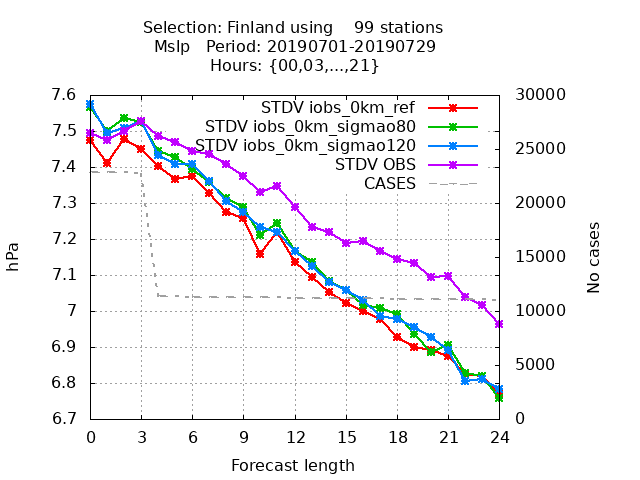 Selection: Finland using    99 stations
Mslp   Period: 20190701-20190729
Hours: {00,03,...,21}
7.6
7.5
7.4
7.3
7.2
7.1
7
6.9
6.8
6.7
hPa
30000
25000
20000
15000
10000
5000
0
No cases
STDV iobs_0km_ref
STDV iobs_0km_sigmao80
STDV iobs_0km_sigmao120
STDV OBS
CASES
0 3 6 9 12 15 18 21 24
Forecast length